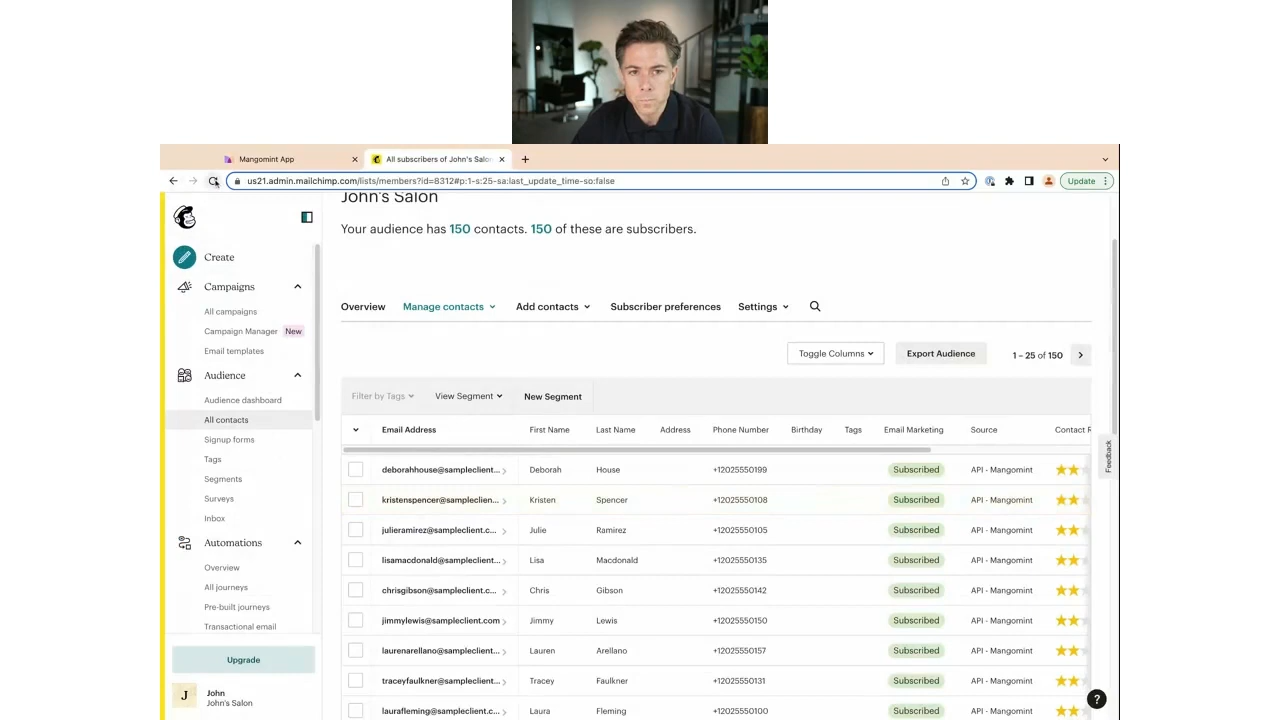 Mangomint App
All subscribers of John's Salo
us21.admin.mailchimp.com/lists/members?id=8312#p:1-s:25-sa:last_update_time-so:false
Update
John's Salon
Your audience has 150 contacts. 150 of these are subscribers.
Create
Campaigns
All campaigns
Campaign Manager New
Email templates
Audience
Audience dashboard
All contacts
Signup forms
Tags
Segments
Surveys
Inbox
Automations
Overview
All journeys
Pre-built journeys
Transactional email
Upgrade
J
John
John's Salon
Overview Manage contacts Add contacts Subscriber preferences Settings
Toggle Columns Export Audience 1 – 25 of 150
Filter by Tags View Segment New Segment
Email Address First Name Last Name Address Phone Number Birthday Tags Email Marketing Source Contact R
deborahhouse@sampleclient... Deborah House +12025550199 Subscribed API - Mangomint
kristenspencer@sampleclien... Kristen Spencer +12025550108 Subscribed API - Mangomint
julieramirez@sampleclient.c... Julie Ramirez +12025550105 Subscribed API - Mangomint
lisamacdonald@sampleclient... Lisa Macdonald +12025550135 Subscribed API - Mangomint
chrisgibson@sampleclient.c... Chris Gibson +12025550142 Subscribed API - Mangomint
jimmylewis@sampleclient.com Jimmy Lewis +12025550150 Subscribed API - Mangomint
laurenarellano@sampleclient... Lauren Arellano +12025550157 Subscribed API - Mangomint
traceyfaulkner@sampleclient... Tracey Faulkner +12025550131 Subscribed API - Mangomint
laurafleming@sampleclient.c... Laura Fleming +12025550100 Subscribed API - Mangomint
Feedback
?